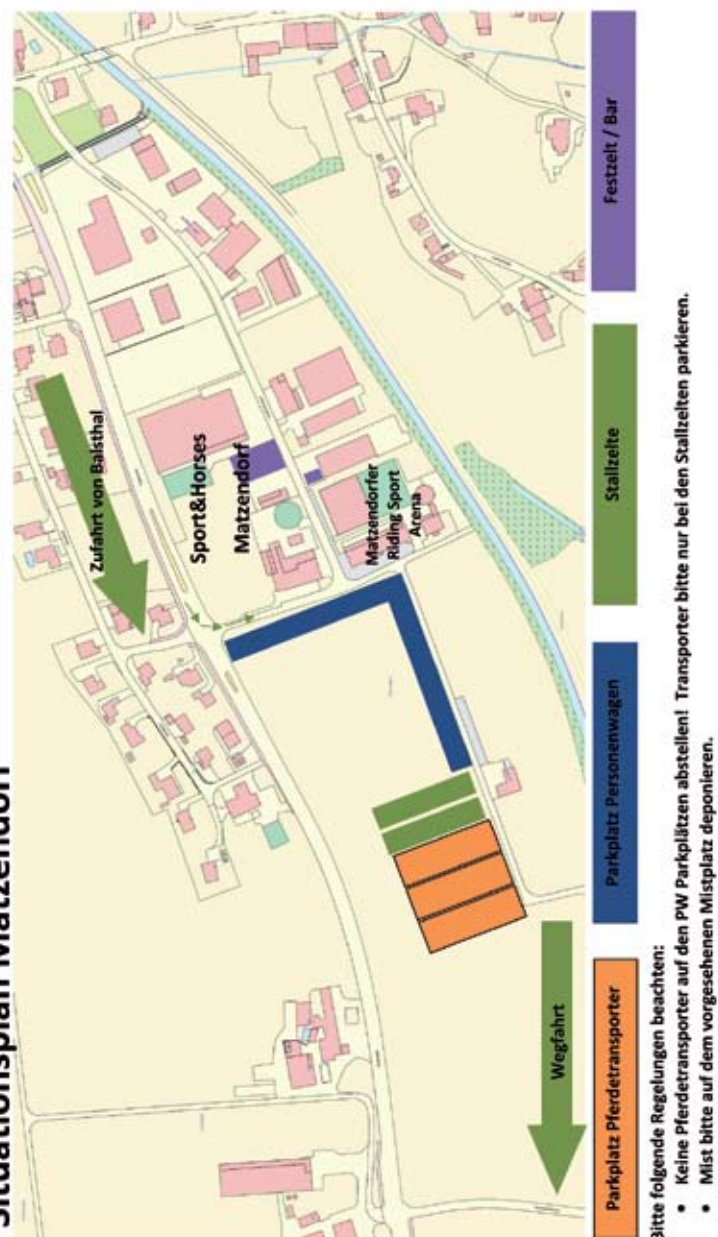 Situationsplan Matzendorf
Zufahrt von Balsthal
Sport&Horses
Matzendorf
Matzendorfer
Riding Sport
Arena
Wegfahrt
Parkplatz Pferdetransporter
Parkplatz Personenwagen
Stallzelte
Festzelt / Bar
Bitte folgende Regelungen beachten:
• Keine Pferdetransporter auf den PW Parkplätzen abstellen! Transporter bitte nur bei den Stallzelten parkieren.
• Mist bitte auf dem vorgesehenen Mistplatz deponieren.